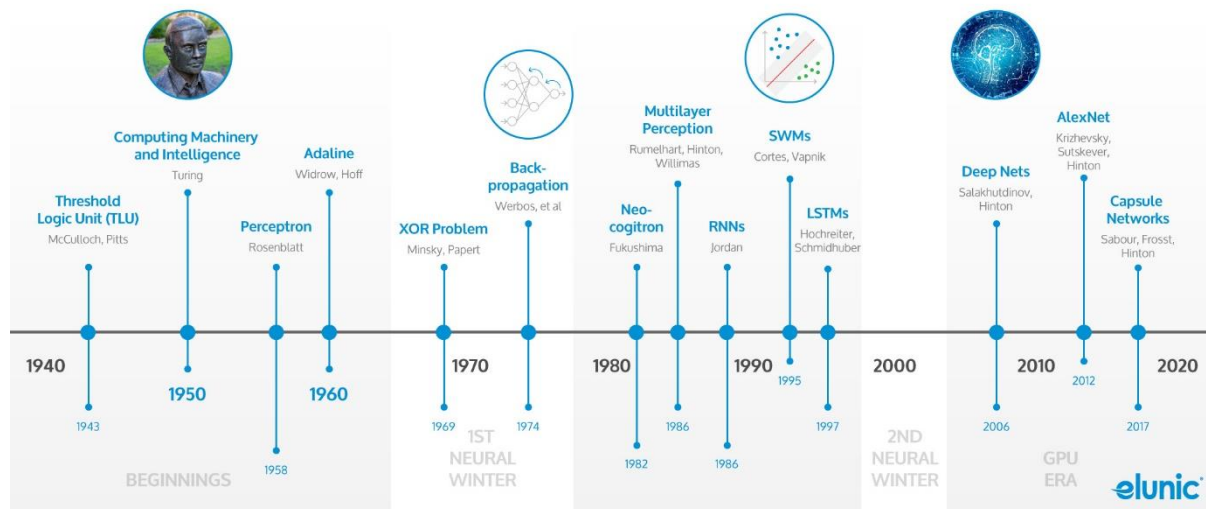 Threshold
Logic Unit (TLU)
McCulloch, Pitts
1943
Computing Machinery
and Intelligence
Turing
1950
Perceptron
Rosenblatt
1958
Adaline
Widrow, Hoff
1960
XOR Problem
Minsky, Papert
1969
Back-
propagation
Werbos, et al
1974
Neo-
cogitron
Fukushima
1982
Multilayer
Perception
Rumelhart, Hinton,
Willimas
1986
RNNs
Jordan
1986
SWMs
Cortes, Vapnik
1995
LSTMs
Hochreiter,
Schmidhuber
1997
Deep Nets
Salakhutdinov,
Hinton
2006
AlexNet
Krizhevsky,
Sutskever,
Hinton
2012
Capsule
Networks
Sabour, Frosst,
Hinton
2017
1940
1970
1980
1990
2000
2010
2020
BEGINNINGS
1ST
NEURAL
WINTER
2ND
NEURAL
WINTER
GPU
ERA
elunic